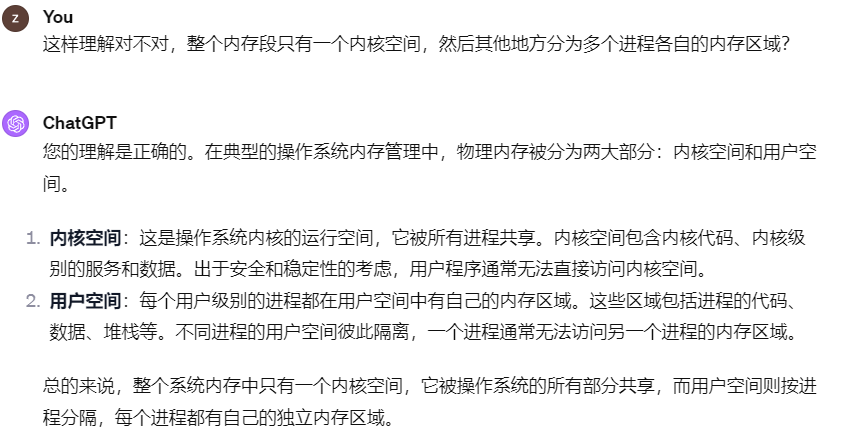 Z You
这样理解对不对，整个内存段只有一个内核空间，然后其他地方分为多个进程各自的内存区域？
ChatGPT
您的理解是正确的。在典型的操作系统内存管理中，物理内存被分为两大部分：内核空间和用户空
间。
1. 内核空间：这是操作系统内核的运行空间，它被所有进程共享。内核空间包含内核代码、内核级
别的服务和数据。出于安全和稳定性的考虑，用户程序通常无法直接访问内核空间。
2. 用户空间：每个用户级别的进程都在用户空间中有自己的内存区域。这些区域包括进程的代码、
数据、堆栈等。不同进程的用户空间彼此隔离，一个进程通常无法访问另一个进程的内存区域。
总的来说，整个系统内存中只有一个内核空间，它被操作系统的所有部分共享，而用户空间则按进
程分隔，每个进程都有自己的独立内存区域。